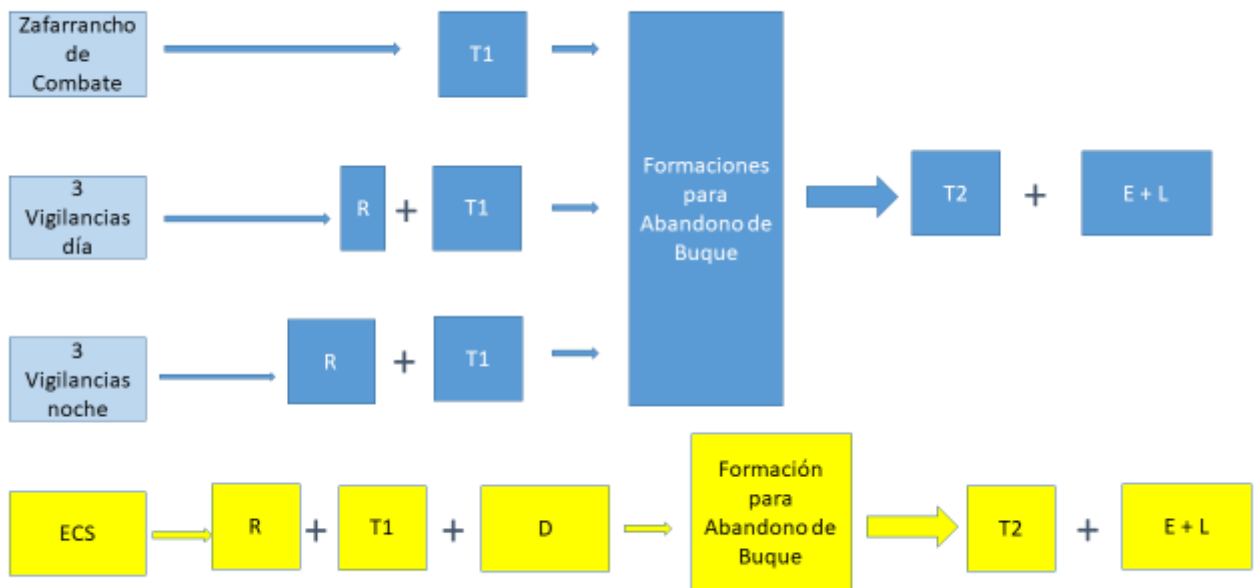 Zafarrancho
de
Combate
T1
3
Vigilancias
día
R + T1
Formaciones
para
Abandono de
Buque
T2 + E + L
3
Vigilancias
noche
R + T1
ECS
R + T1 + D
Formación
para
Abandono de
Buque
T2 + E + L